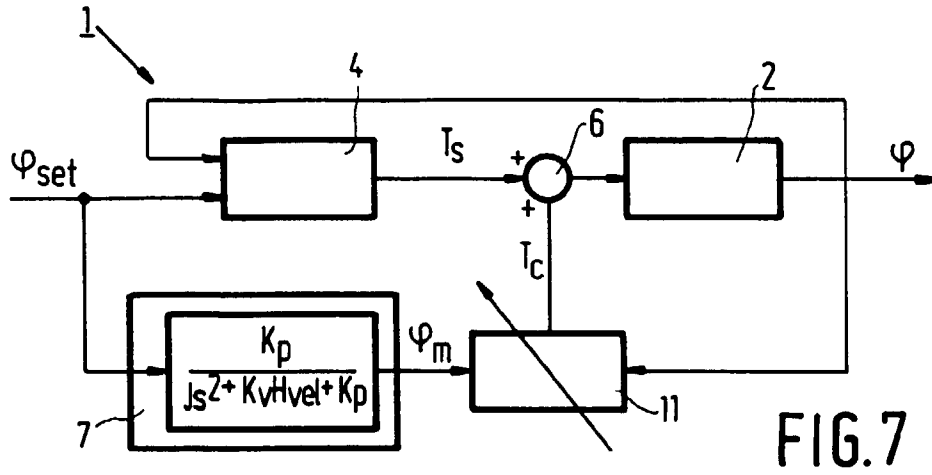 1
4
2
φset
Ts
+
6
+
φ
Tc
Kp
Js²+ KvHvel+ Kp
φm
7
11
FIG.7